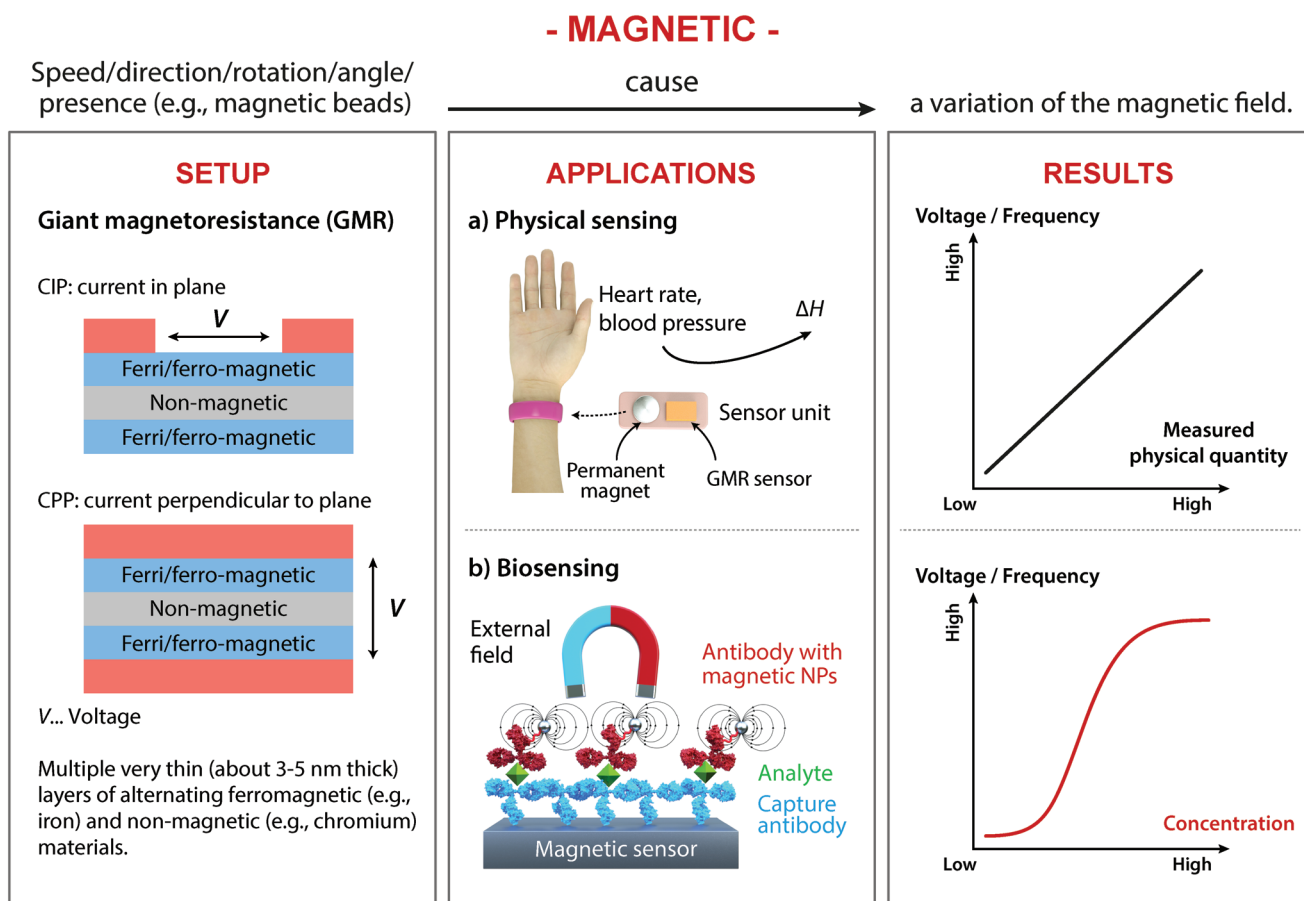 - MAGNETIC -
Speed/direction/rotation/angle/
presence (e.g., magnetic beads)
cause
a variation of the magnetic field.
SETUP
Giant magnetoresistance (GMR)
CIP: current in plane
V
Ferri/ferro-magnetic
Non-magnetic
Ferri/ferro-magnetic
CPP: current perpendicular to plane
Ferri/ferro-magnetic
Non-magnetic
V
Ferri/ferro-magnetic
V... Voltage
Multiple very thin (about 3-5 nm thick)
layers of alternating ferromagnetic (e.g.,
iron) and non-magnetic (e.g., chromium)
materials.
APPLICATIONS
a) Physical sensing
Heart rate,
blood pressure
ΔH
Sensor unit
Permanent
magnet
GMR sensor
b) Biosensing
External
field
Antibody with
magnetic NPs
Analyte
Capture
antibody
Magnetic sensor
RESULTS
Voltage / Frequency
High
Measured
physical quantity
Low
High
Voltage / Frequency
High
Concentration
Low
High